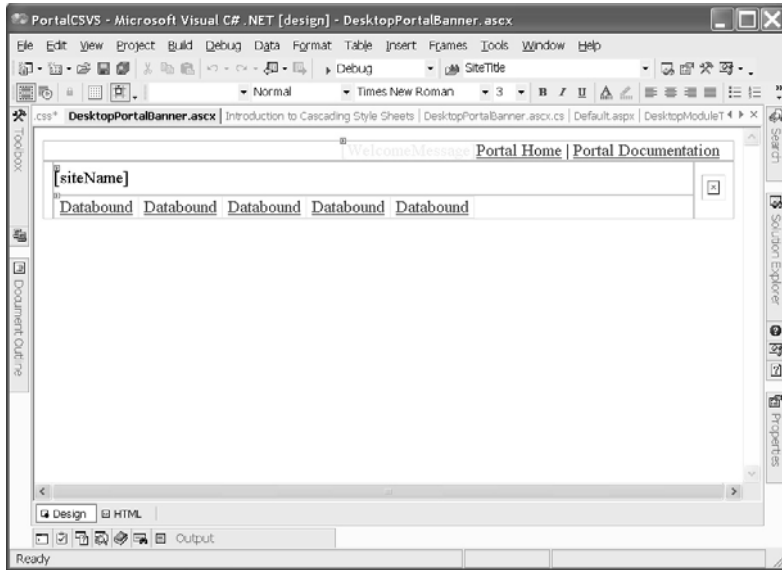 PortalCSVS - Microsoft Visual C# .NET [design] - DesktopPortalBanner.ascx
File Edit View Project Build Debug Data Format Table Insert Frames Tools Window Help
Debug SiteTitle
Normal Times New Roman 3 B I U A
.css* DesktopPortalBanner.ascx Introduction to Cascading Style Sheets DesktopPortalBanner.ascx.cs Default.aspx DesktopModuleT
Toolbox
Document Outline
[WelcomeMessage] Portal Home | Portal Documentation
[siteName]
Databound Databound Databound Databound Databound
Search
Solution Explorer
Properties
Design HTML
Output
Ready